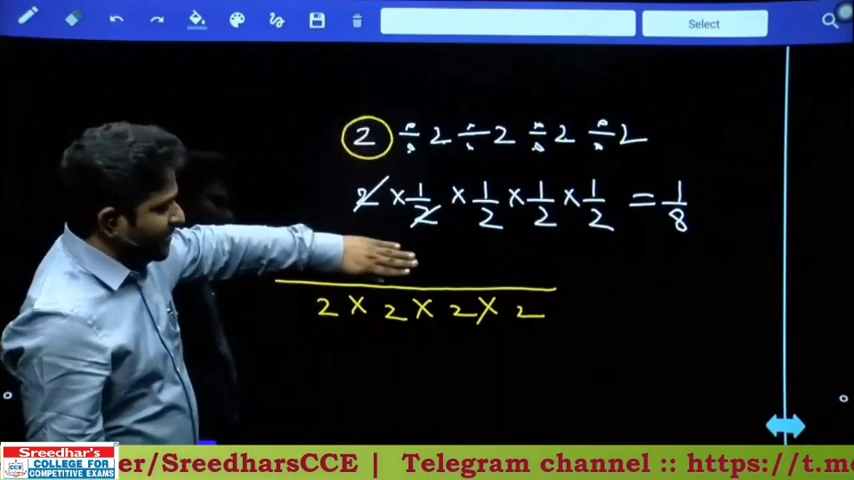 Select
2 ÷ 2 ÷ 2 ÷ 2 ÷ 2
2 × 1/2 × 1/2 × 1/2 × 1/2 = 1/8
2 × 2 × 2 × 2
Sreedhar's
CCE
COLLEGE FOR
COMPETITIVE EXAMS
er/SreedharsCCE | Telegram channel :: https://t.m